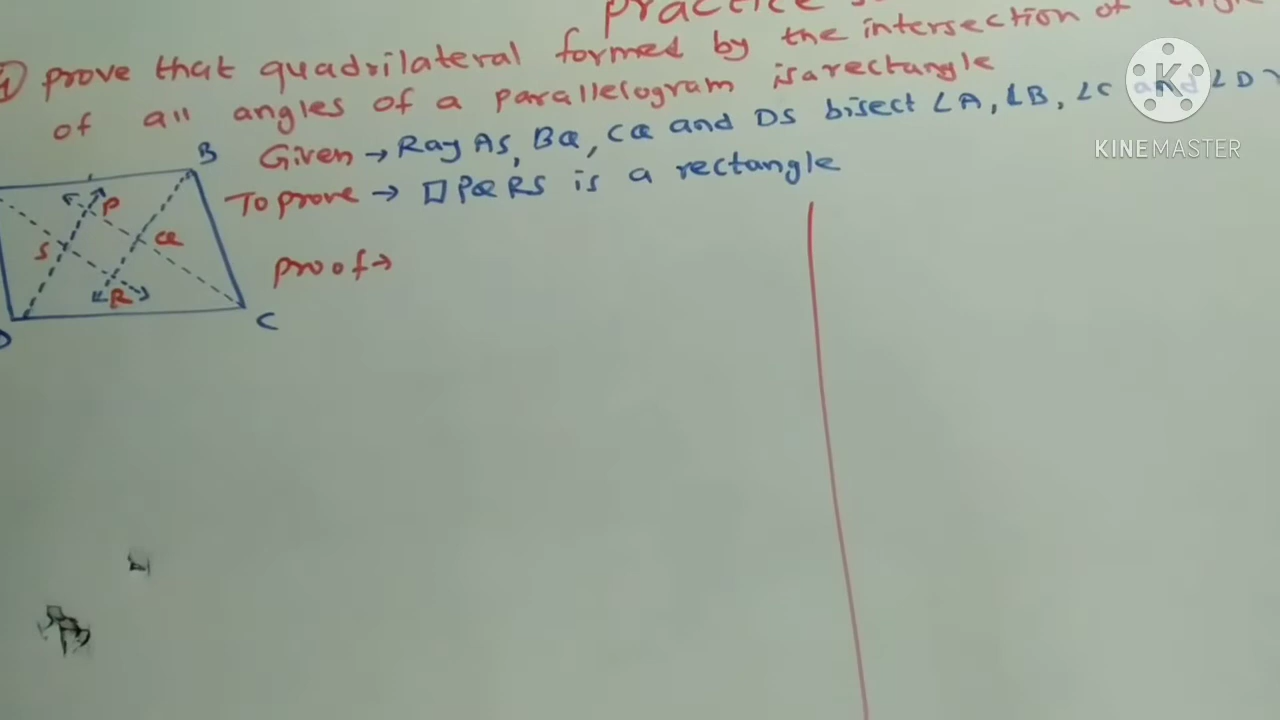 Practice
1) prove that quadrilateral formed by the intersection of angle
of all angles of a parallelogram is a rectangle
Given → Ray AS, BQ, CQ and DS bisect ∠A, ∠B, ∠C and ∠D
To prove → □ PQRS is a rectangle
proof →
B
P
S
Q
R
C
D
K
KINEMASTER